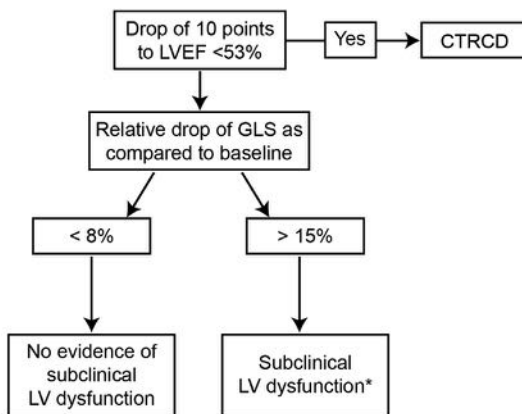 Drop of 10 points
to LVEF <53%
Yes
CTRCD
Relative drop of GLS as
compared to baseline
< 8%
> 15%
No evidence of
subclinical
LV dysfunction
Subclinical
LV dysfunction*